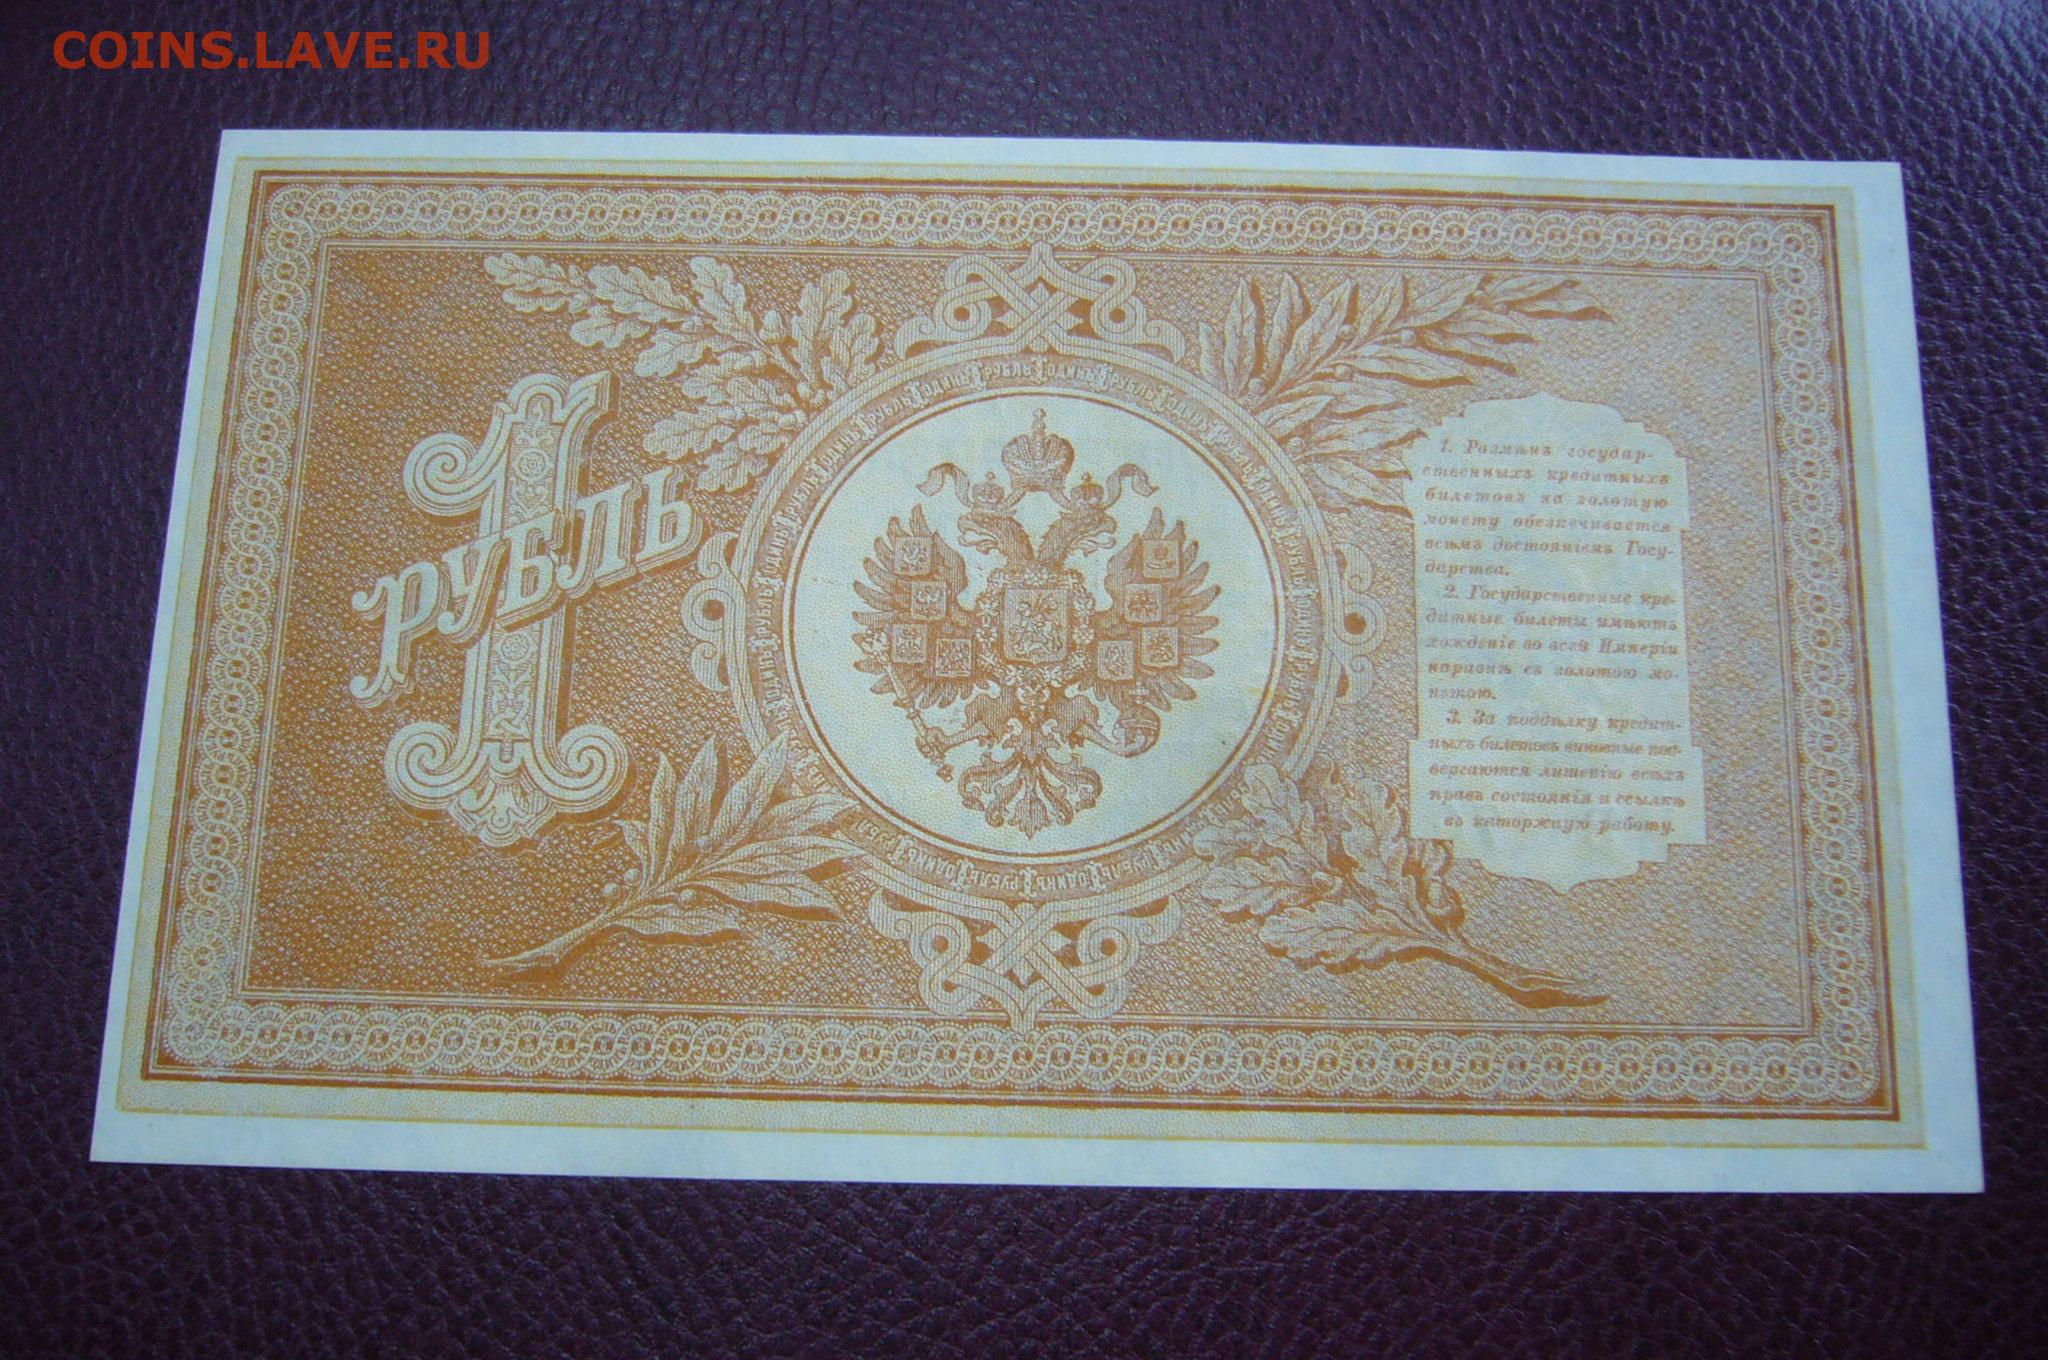 COINS.LAVE.RU
1
РУБЛЬ
1. Размѣнъ государ-
ственныхъ кредитныхъ
билетовъ на золотую
монету обезпечивается
всѣмъ достояніемъ Госу-
дарства.
2. Государственные кре-
дитные билеты имѣютъ
хожденіе во всей Имперіи
наравнѣ съ золотою мо-
нетою.
3. За поддѣлку кредит-
ныхъ билетовъ виновные под-
вергаются лишенію всѣхъ
правъ состоянія и ссылкѣ
въ каторжную работу.